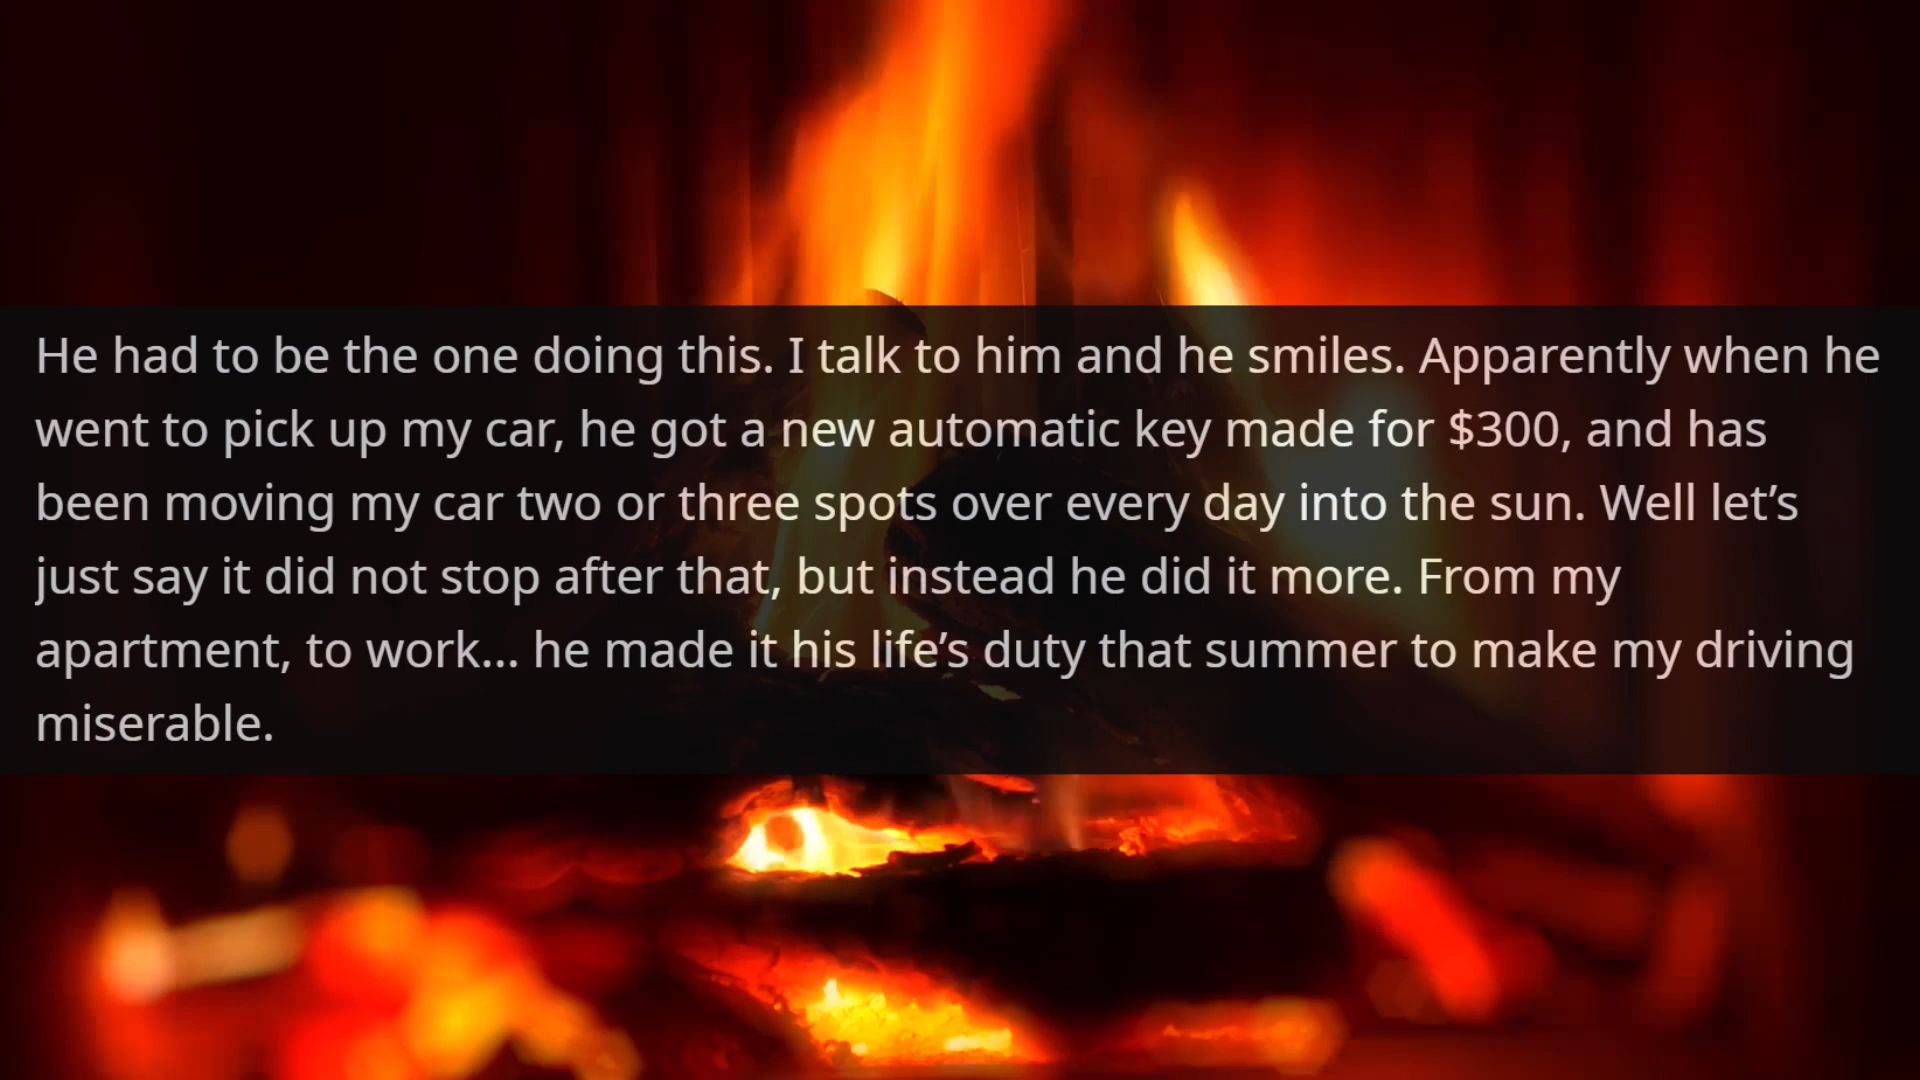 He had to be the one doing this. I talk to him and he smiles. Apparently when he
went to pick up my car, he got a new automatic key made for $300, and has
been moving my car two or three spots over every day into the sun. Well let’s
just say it did not stop after that, but instead he did it more. From my
apartment, to work... he made it his life’s duty that summer to make my driving
miserable.